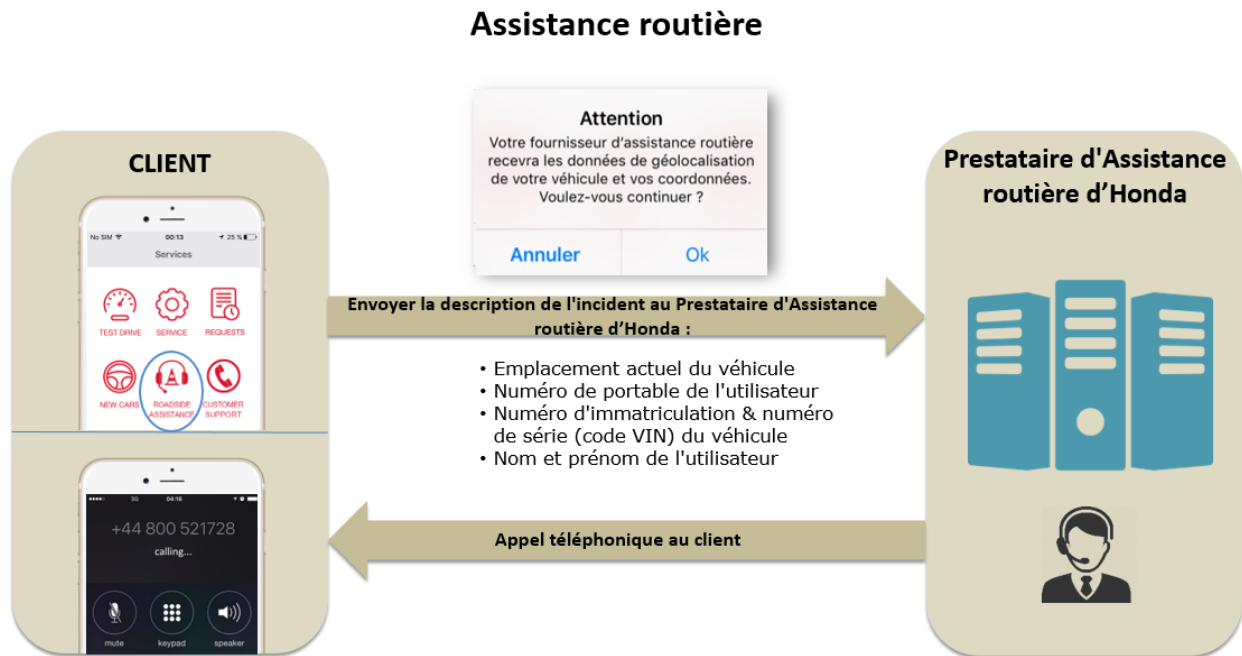 Assistance routière
Attention
Votre fournisseur d'assistance routière
recevra les données de géolocalisation
de votre véhicule et vos coordonnées.
Voulez-vous continuer ?
Annuler
Ok
CLIENT
No SIM
00:13
25 %
Services
TEST DRIVE
SERVICE
REQUESTS
NEW CARS
ROADSIDE
ASSISTANCE
CUSTOMER
SUPPORT
Envoyer la description de l'incident au Prestataire d'Assistance
routière d’Honda :
• Emplacement actuel du véhicule
• Numéro de portable de l'utilisateur
• Numéro d'immatriculation & numéro
de série (code VIN) du véhicule
• Nom et prénom de l'utilisateur
Prestataire d'Assistance
routière d’Honda
3G
04:16
+44 800 521728
calling...
mute
keypad
speaker
Appel téléphonique au client